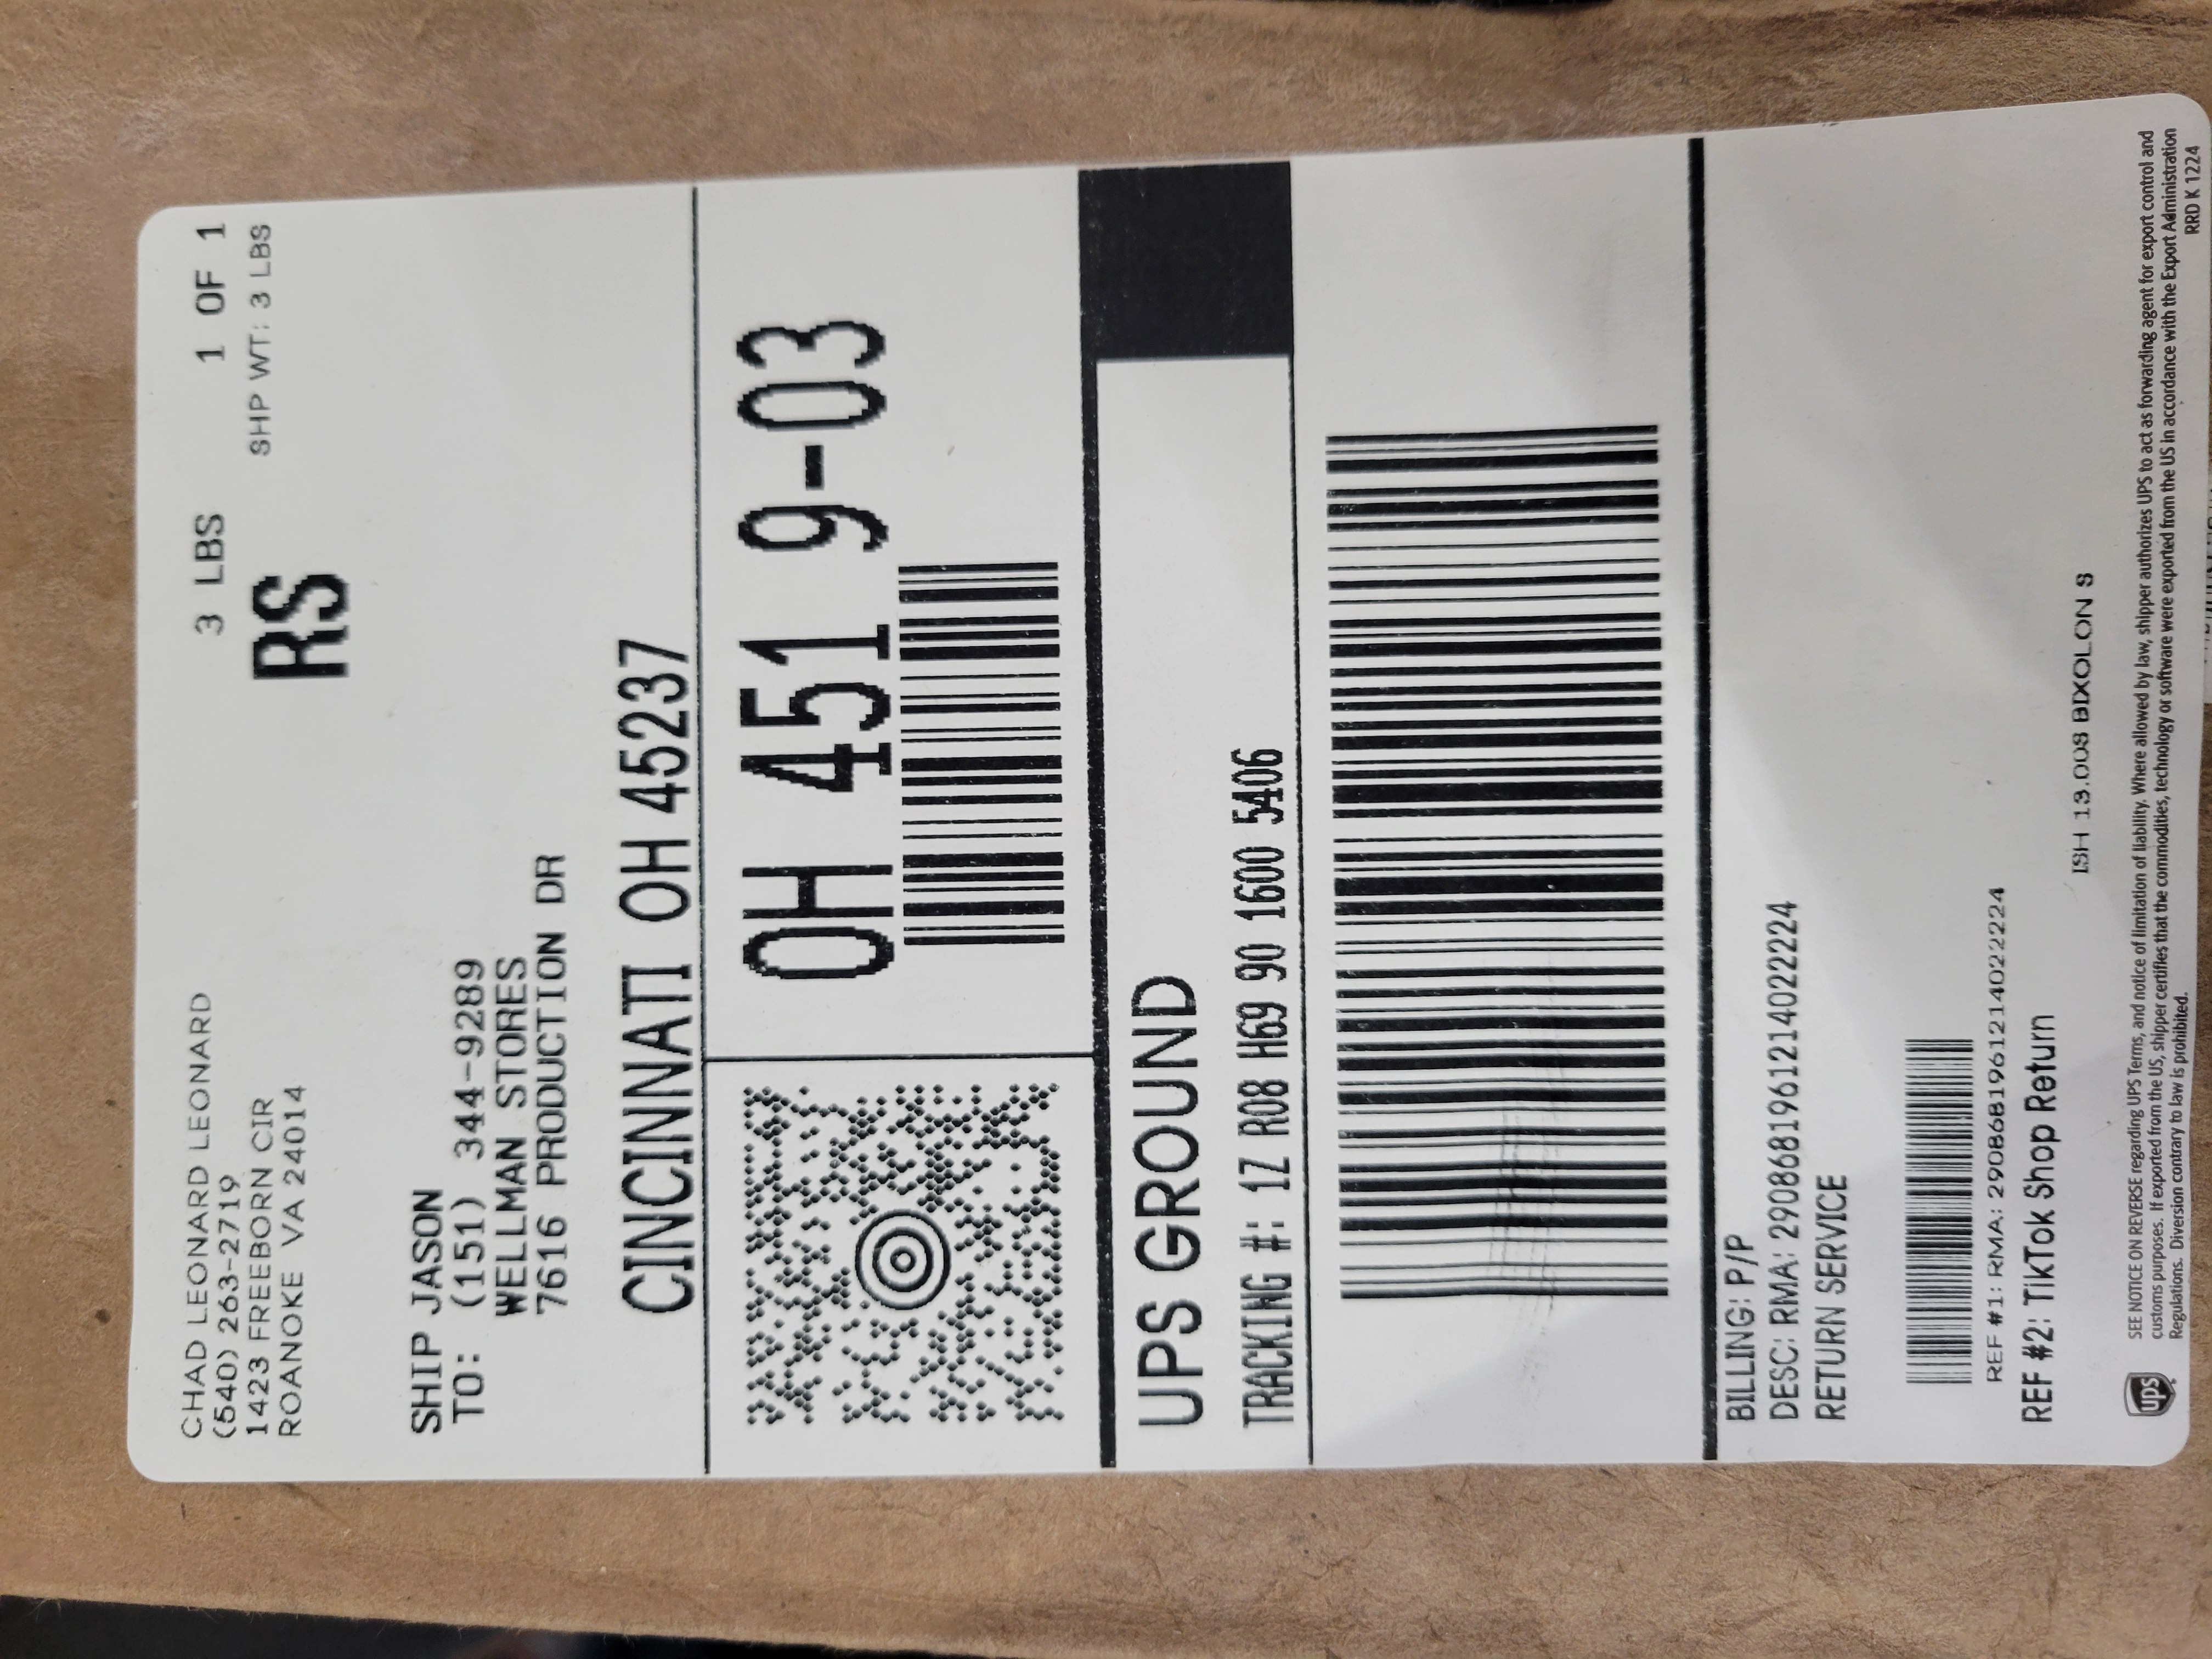 CHAD LEONARD LEONARD
(540) 263-2719
1423 FREEBORN CIR
ROANOKE VA 24014
3 LBS 1 OF 1
SHP WT: 3 LBS
RS
SHIP JASON
TO: (151) 344-9289
WELLMAN STORES
7616 PRODUCTION DR
CINCINNATI OH 45237
OH 451 9-03
UPS GROUND
TRACKING #: 1Z R08 H69 90 1600 5406
BILLING: P/P
DESC: RMA: 290868196121402224
RETURN SERVICE
REF #1: RMA: 290868196121402224
REF #2: TikTok Shop Return
ISH 13.00S BIXOLON S
ups
SEE NOTICE ON REVERSE regarding UPS Terms, and notice of limitation of liability. Where allowed by law, shipper authorizes UPS to act as forwarding agent for export control and
customs purposes. If exported from the US, shipper certifies that the commodities, technology or software were exported from the US in accordance with the Export Administration
Regulations. Diversion contrary to law is prohibited.
RRD K 1224